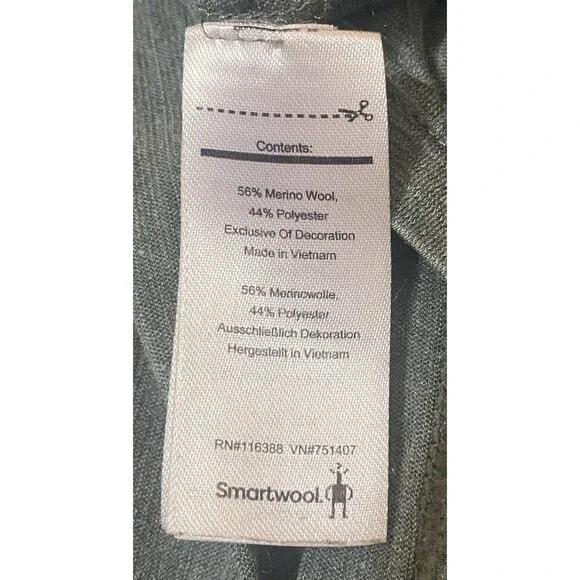 Contents:
56% Merino Wool,
44% Polyester
Exclusive Of Decoration
Made in Vietnam
56% Merinowolle,
44% Polyester
Ausschließlich Dekoration
Hergestellt in Vietnam
RN#116388 VN#751407
Smartwool.